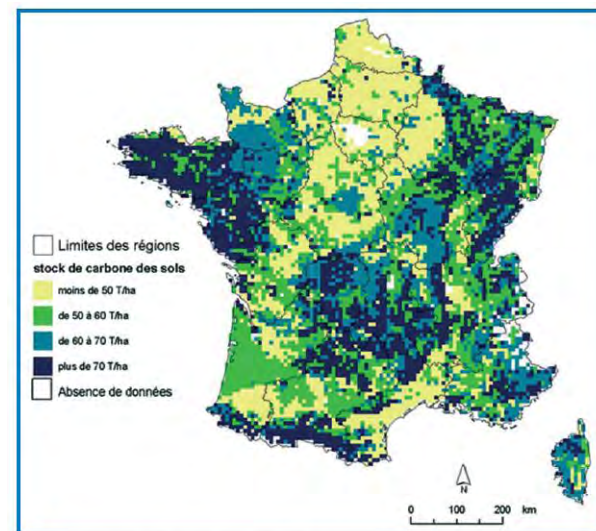 Limites des régions
stock de carbone des sols
moins de 50 T/ha
de 50 à 60 T/ha
de 60 à 70 T/ha
plus de 70 T/ha
Absence de données
N
0 100 200 km